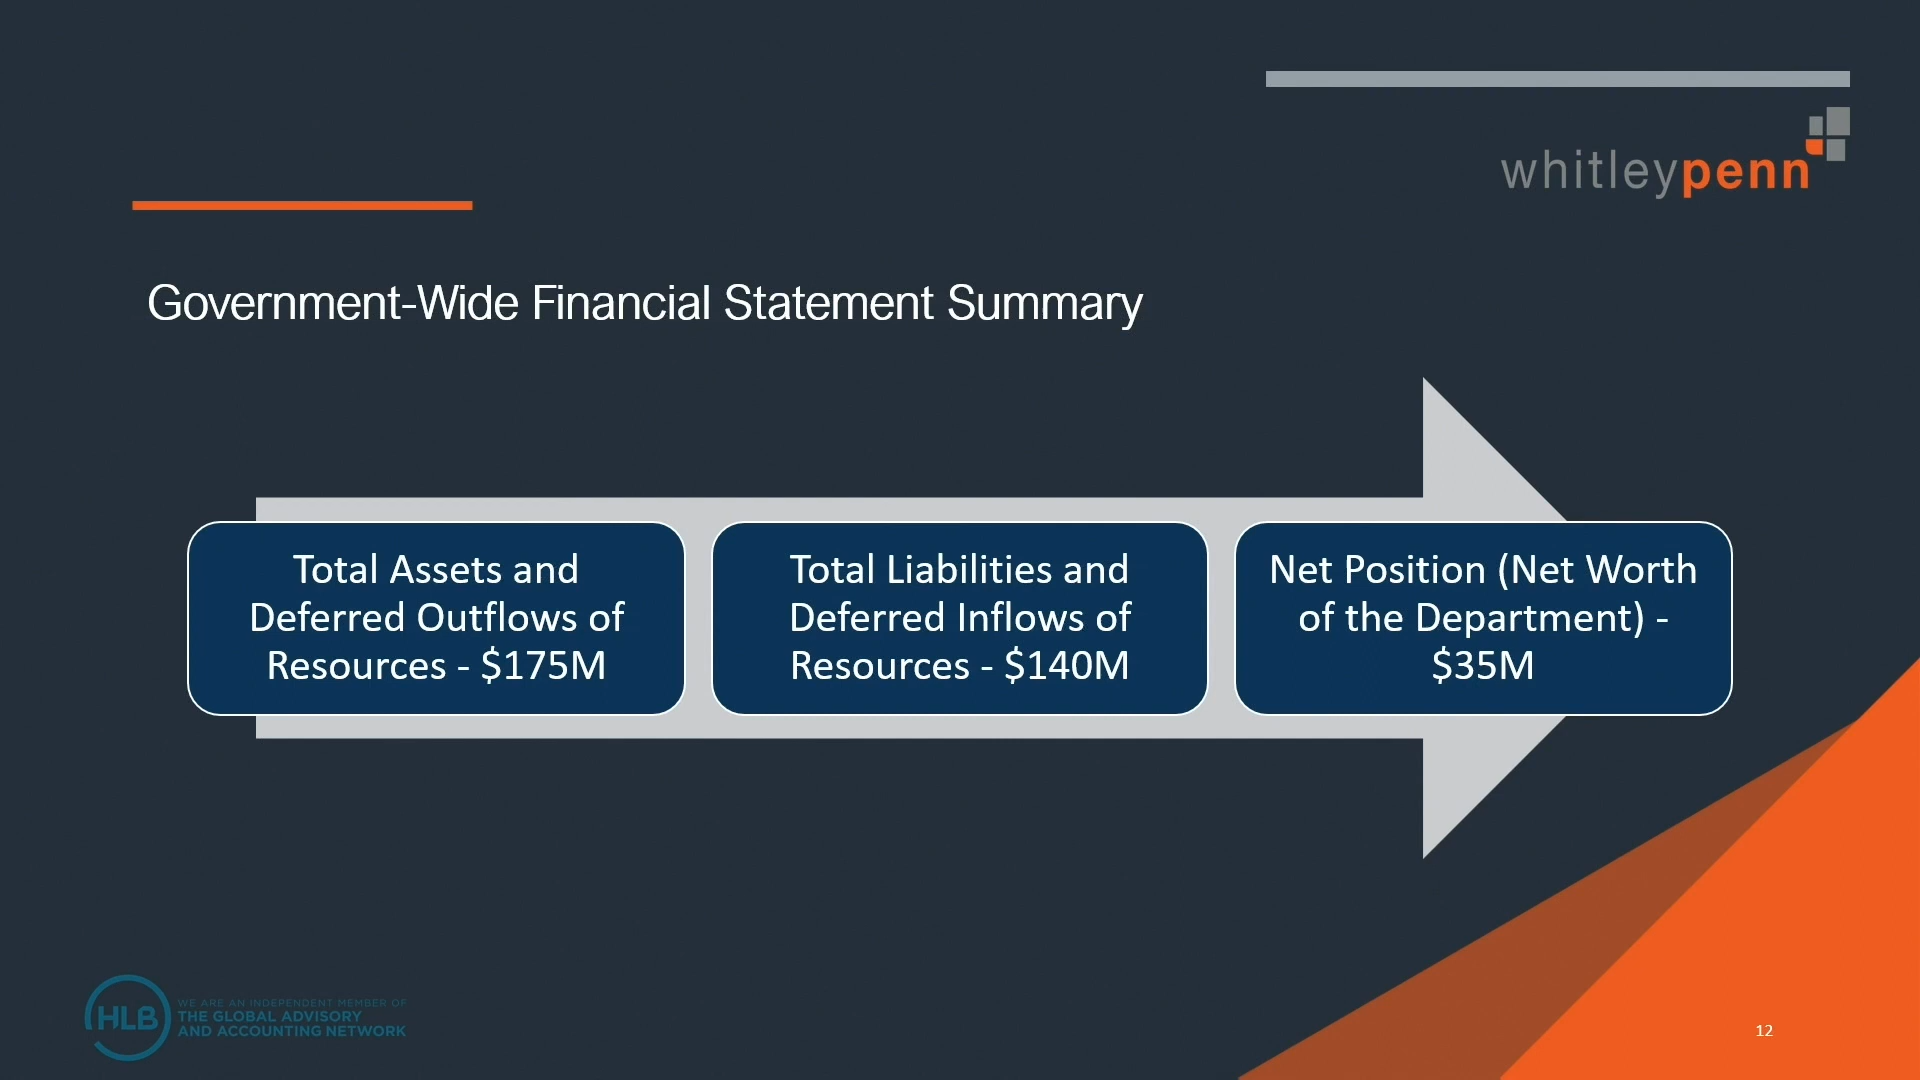 whitleypenn
Government-Wide Financial Statement Summary
Total Assets and
Deferred Outflows of
Resources - $175M
Total Liabilities and
Deferred Inflows of
Resources - $140M
Net Position (Net Worth
of the Department) -
$35M
HLB
WE ARE AN INDEPENDENT MEMBER OF
THE GLOBAL ADVISORY
AND ACCOUNTING NETWORK
12